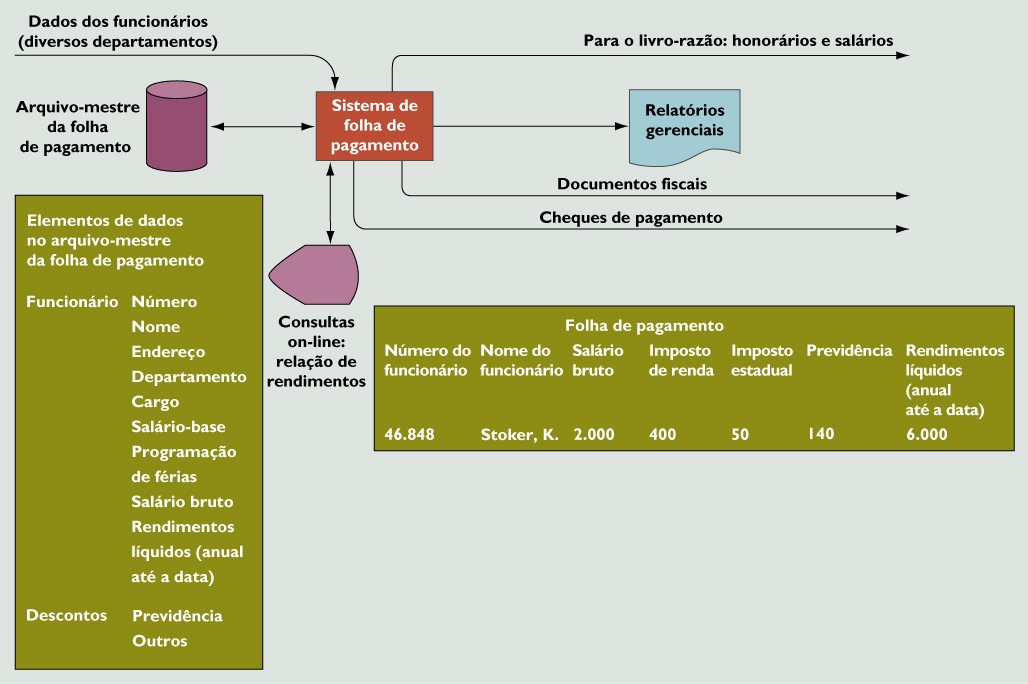 Dados dos funcionários
(diversos departamentos)
Para o livro-razão: honorários e salários
Arquivo-mestre
da folha
de pagamento
Sistema de
folha de
pagamento
Relatórios
gerenciais
Documentos fiscais
Cheques de pagamento
Elementos de dados
no arquivo-mestre
da folha de pagamento
Funcionário Número
Nome
Endereço
Departamento
Cargo
Salário-base
Programação
de férias
Salário bruto
Rendimentos
líquidos (anual
até a data)
Descontos Previdência
Outros
Consultas
on-line:
relação de
rendimentos
Folha de pagamento
Número do Nome do Salário Imposto Imposto Previdência Rendimentos
funcionário funcionário bruto de renda estadual líquidos
(anual
até a data)
46.848 Stoker, K. 2.000 400 50 140 6.000